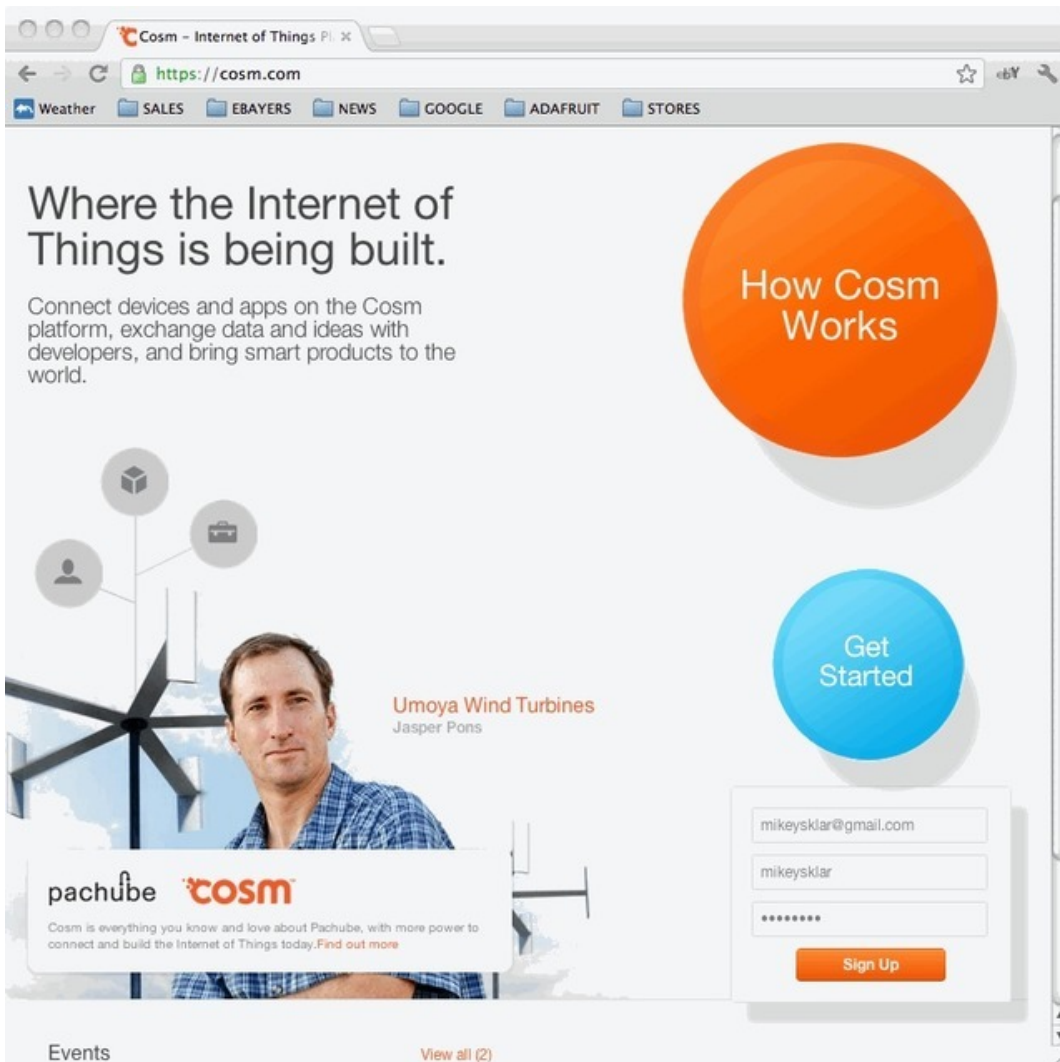 Cosm – Internet of Things Pl
https://cosm.com
Weather SALES EBAYERS NEWS GOOGLE ADAFRUIT STORES
Where the Internet of
Things is being built.
Connect devices and apps on the Cosm
platform, exchange data and ideas with
developers, and bring smart products to the
world.
How Cosm
Works
Get
Started
Umoya Wind Turbines
Jasper Pons
mikeysklar@gmail.com
mikeysklar
••••••••
Sign Up
pachube cosm™
Cosm is everything you know and love about Pachube, with more power to
connect and build the Internet of Things today.Find out more
Events View all (2)